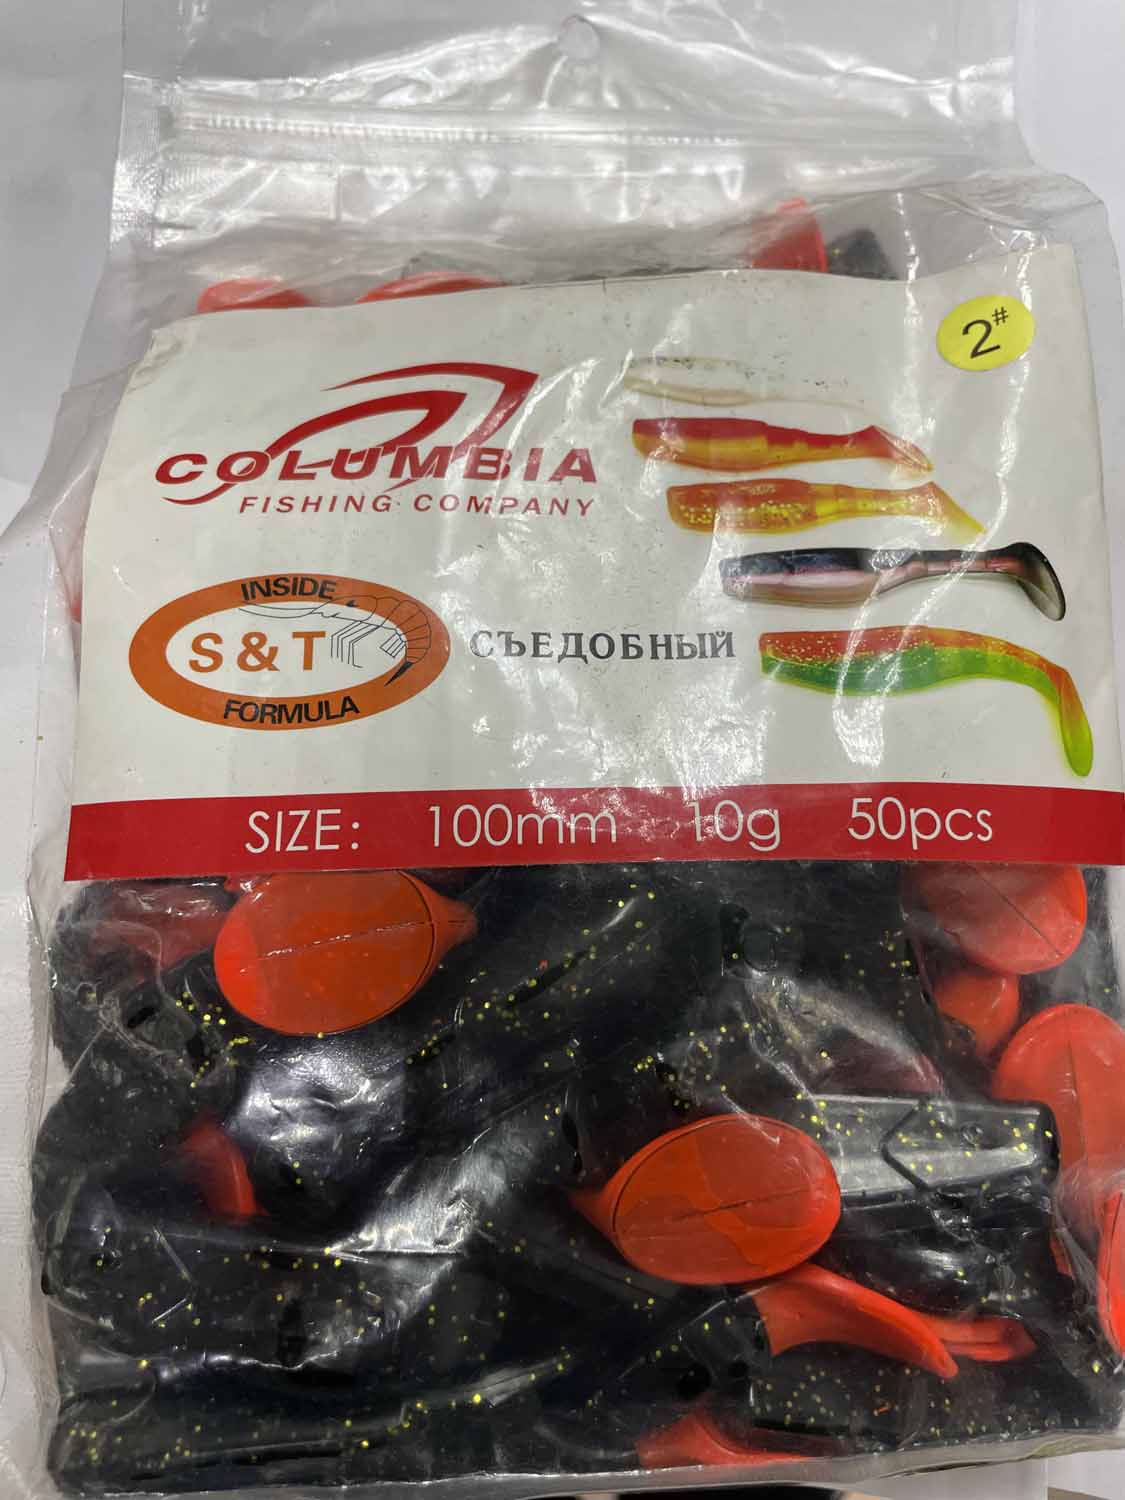 2#
COLUMBIA
FISHING COMPANY
INSIDE
S & T
FORMULA
СЪЕДОБНЫЙ
SIZE: 100mm 10g 50pcs